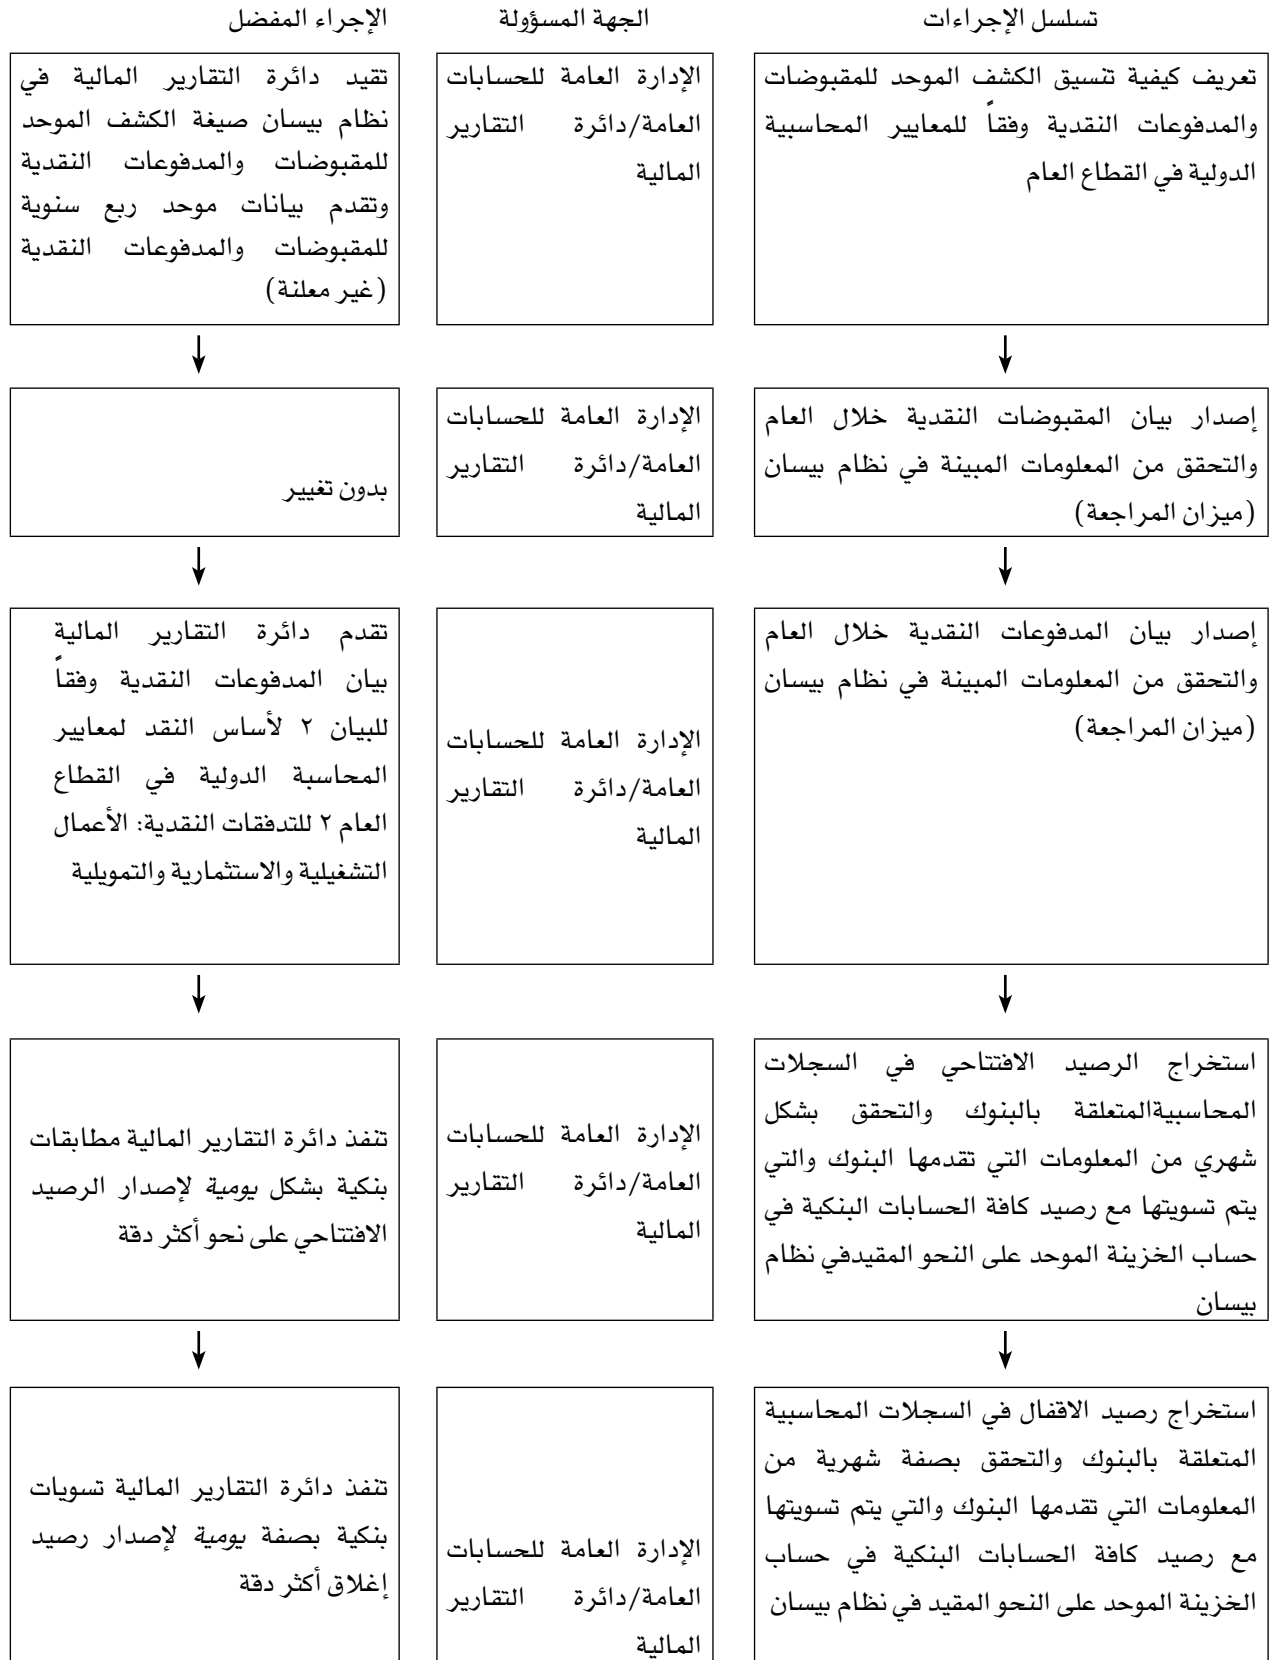 تسلسل الإجراءات
الجهة المسؤولة
الإجراء المفضل
تعريف كيفية تنسيق الكشف الموحد للمقبوضات
والمدفوعات النقدية وفقاً للمعايير المحاسبية
الدولية في القطاع العام
الإدارة العامة للحسابات
العامة/دائرة التقارير
المالية
تقيد دائرة التقارير المالية في
نظام بيسان صيغة الكشف الموحد
للمقبوضات والمدفوعات النقدية
وتقدم بيانات موحد ربع سنوية
للمقبوضات والمدفوعات النقدية
(غير معلنة)
إصدار بيان المقبوضات النقدية خلال العام
والتحقق من المعلومات المبينة في نظام بيسان
(ميزان المراجعة)
الإدارة العامة للحسابات
العامة/دائرة التقارير
المالية
بدون تغيير
إصدار بيان المدفوعات النقدية خلال العام
والتحقق من المعلومات المبينة في نظام بيسان
(ميزان المراجعة)
الإدارة العامة للحسابات
العامة/دائرة التقارير
المالية
تقدم دائرة التقارير المالية
بيان المدفوعات النقدية وفقاً
للبيان ٢ لأساس النقد لمعايير
المحاسبة الدولية في القطاع
العام ٢ للتدفقات النقدية: الأعمال
التشغيلية والاستثمارية والتمويلية
استخراج الرصيد الافتتاحي في السجلات
المحاسبيةالمتعلقة بالبنوك والتحقق بشكل
شهري من المعلومات التي تقدمها البنوك والتي
يتم تسويتها مع رصيد كافة الحسابات البنكية في
حساب الخزينة الموحد على النحو المقيدفي نظام
بيسان
الإدارة العامة للحسابات
العامة/دائرة التقارير
المالية
تنفذ دائرة التقارير المالية مطابقات
بنكية بشكل يومية لإصدار الرصيد
الافتتاحي على نحو أكثر دقة
استخراج رصيد الاقفال في السجلات المحاسبية
المتعلقة بالبنوك والتحقق بصفة شهرية من
المعلومات التي تقدمها البنوك والتي يتم تسويتها
مع رصيد كافة الحسابات البنكية في حساب
الخزينة الموحد على النحو المقيد في نظام بيسان
الإدارة العامة للحسابات
العامة/دائرة التقارير
المالية
تنفذ دائرة التقارير المالية تسويات
بنكية بصفة يومية لإصدار رصيد
إغلاق أكثر دقة